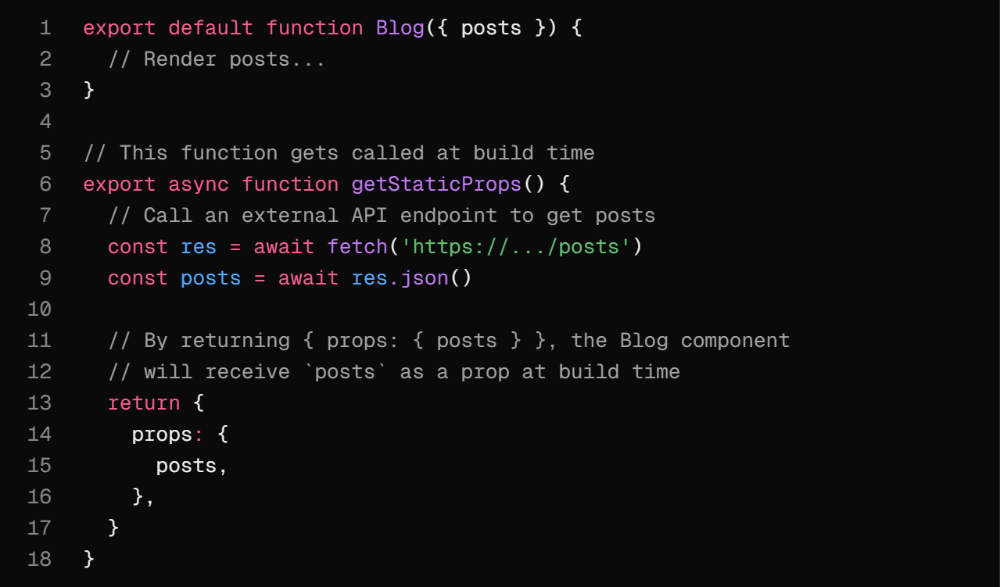 1 export default function Blog({ posts }) {
2   // Render posts...
3 }
4
5 // This function gets called at build time
6 export async function getStaticProps() {
7   // Call an external API endpoint to get posts
8   const res = await fetch('https://.../posts')
9   const posts = await res.json()
10
11   // By returning { props: { posts } }, the Blog component
12   // will receive `posts` as a prop at build time
13   return {
14     props: {
15       posts,
16     },
17   }
18 }